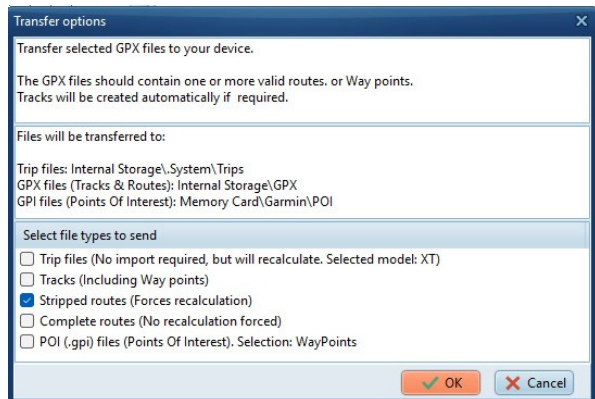 Transfer options
Transfer selected GPX files to your device.
The GPX files should contain one or more valid routes. or Way points.
Tracks will be created automatically if required.
Files will be transferred to:
Trip files: Internal Storage\.System\Trips
GPX files (Tracks & Routes): Internal Storage\GPX
GPI files (Points Of Interest): Memory Card\Garmin\POI
Select file types to send
Trip files (No import required, but will recalculate. Selected model: XT)
Tracks (Including Way points)
Stripped routes (Forces recalculation)
Complete routes (No recalculation forced)
POI (.gpi) files (Points Of Interest). Selection: WayPoints
OK Cancel